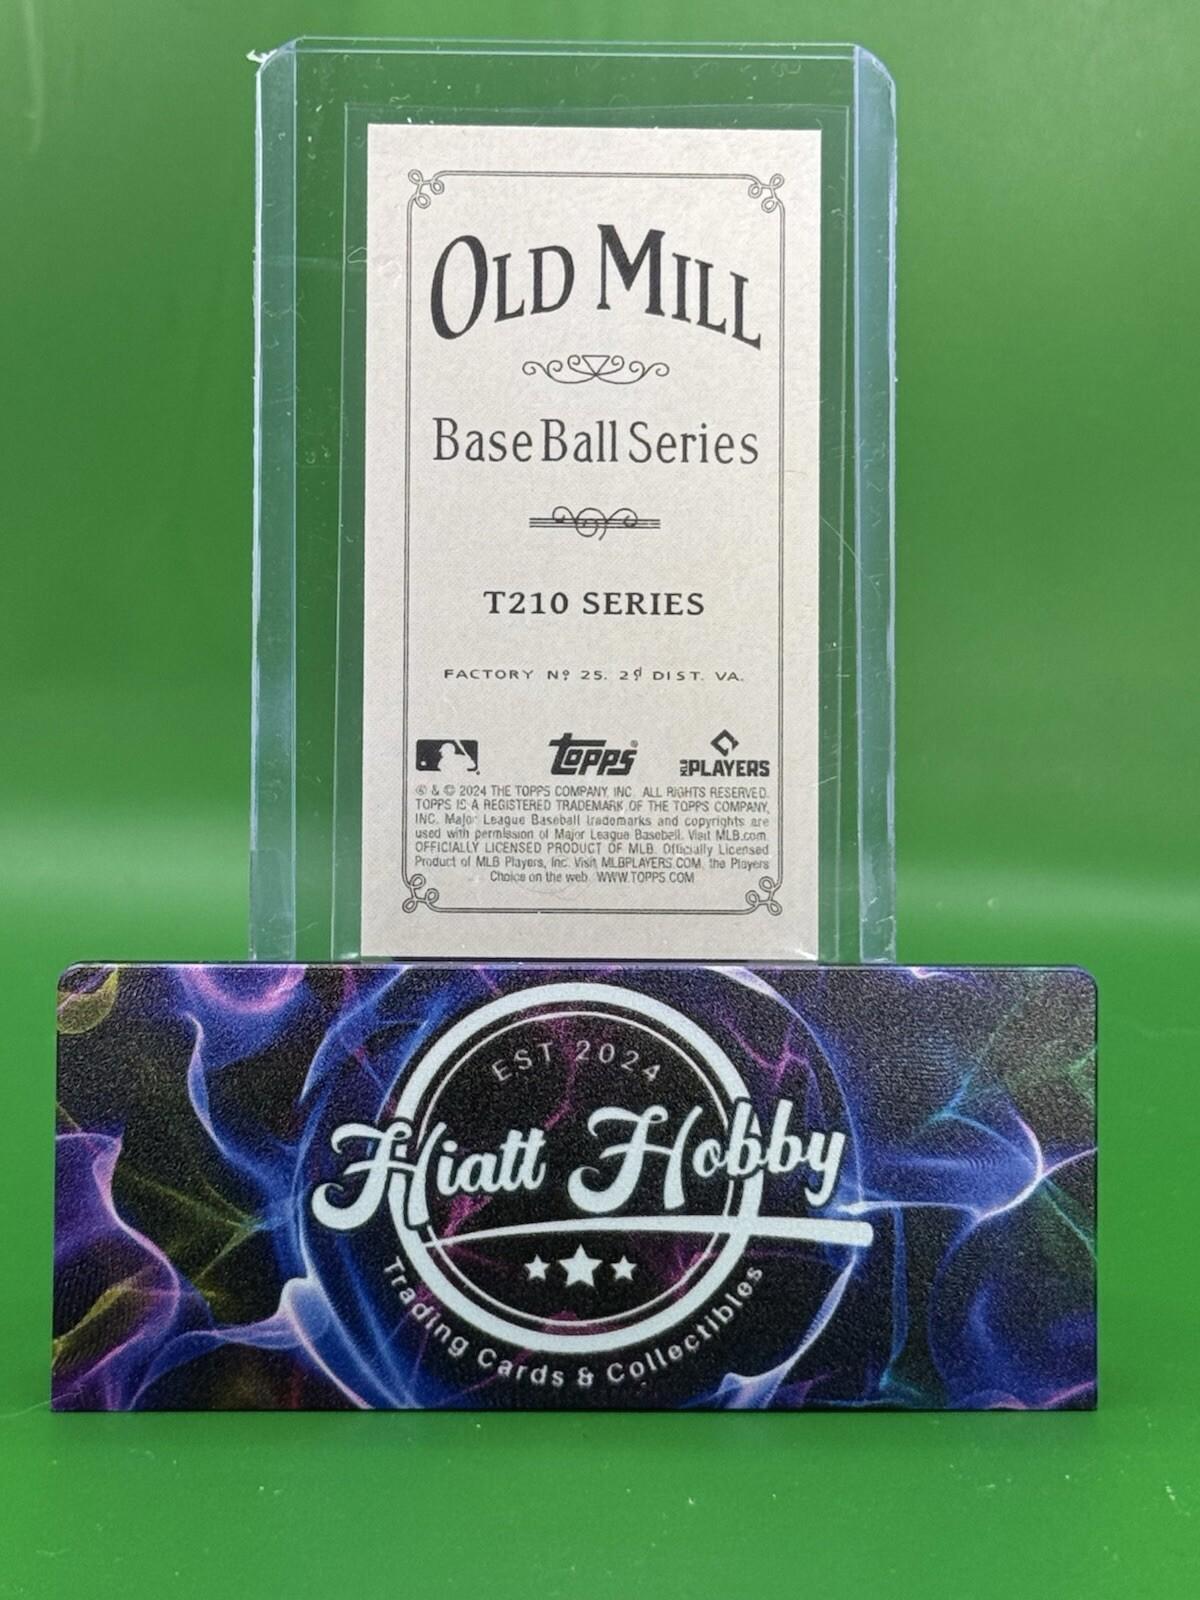 OLD MILL
Base Ball Series
T210 SERIES
FACTORY Nº 25. 2ᵈ DIST. VA.
Topps®
MLB PLAYERS
® & © 2024 THE TOPPS COMPANY, INC. ALL RIGHTS RESERVED.
TOPPS IS A REGISTERED TRADEMARK OF THE TOPPS COMPANY,
INC. Major League Baseball trademarks and copyrights are
used with permission of Major League Baseball. Visit MLB.com.
OFFICIALLY LICENSED PRODUCT OF MLB. Officially Licensed
Product of MLB Players, Inc. Visit MLBPLAYERS.COM, the Players
Choice on the web. WWW.TOPPS.COM
EST 2024
Hiatt Hobby
Trading Cards & Collectibles